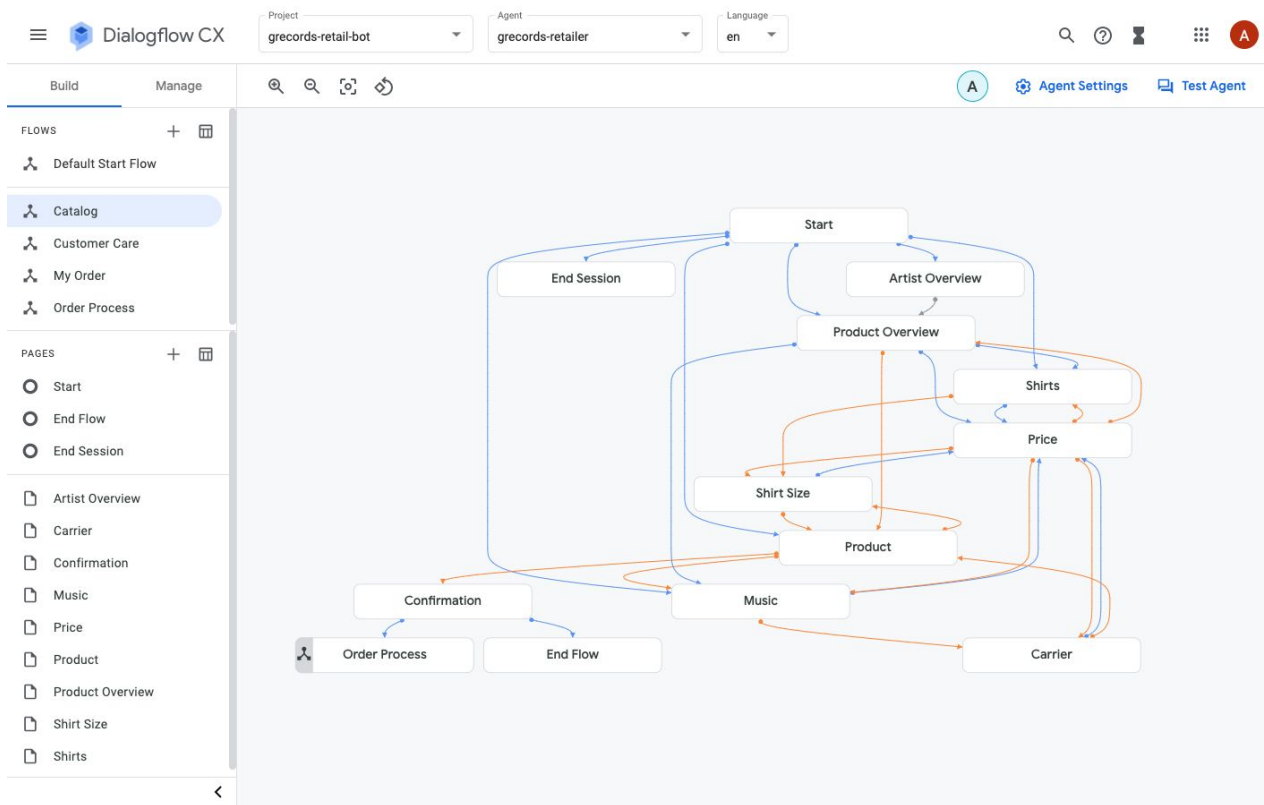 Dialogflow CX
Project
grecords-retail-bot
Agent
grecords-retailer
Language
en
A
Build
Manage
A
Agent Settings
Test Agent
FLOWS
Default Start Flow
Catalog
Customer Care
My Order
Order Process
PAGES
Start
End Flow
End Session
Artist Overview
Carrier
Confirmation
Music
Price
Product
Product Overview
Shirt Size
Shirts
Start
End Session
Artist Overview
Product Overview
Shirts
Price
Shirt Size
Product
Confirmation
Music
Order Process
End Flow
Carrier